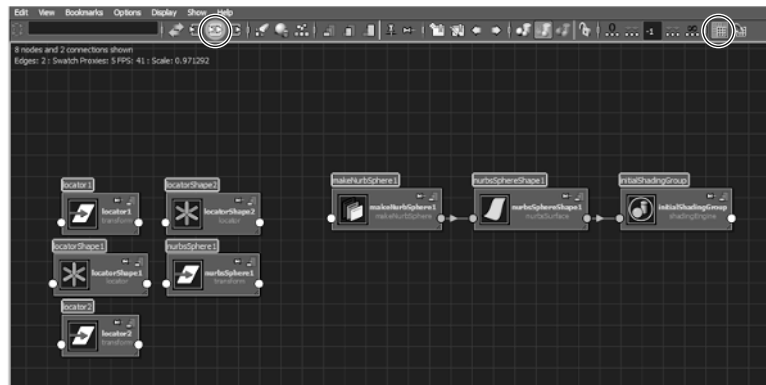 Edit View Bookmarks Options Display Show Help
-1
8 nodes and 2 connections shown
Edges: 2 : Swatch Proxies: 5 FPS: 41 : Scale: 0.971292
makeNurbSphere1
nurbsSphereShape1
initialShadingGroup
locator1
locatorShape2
makeNurbSphere1
makeNurbSphere
nurbsSphereShape1
nurbsSurface
initialShadingGroup
shadingEngine
locator1
transform
locatorShape2
locator
locatorShape1
nurbsSphere1
locatorShape1
locator
nurbsSphere1
transform
locator2
locator2
transform